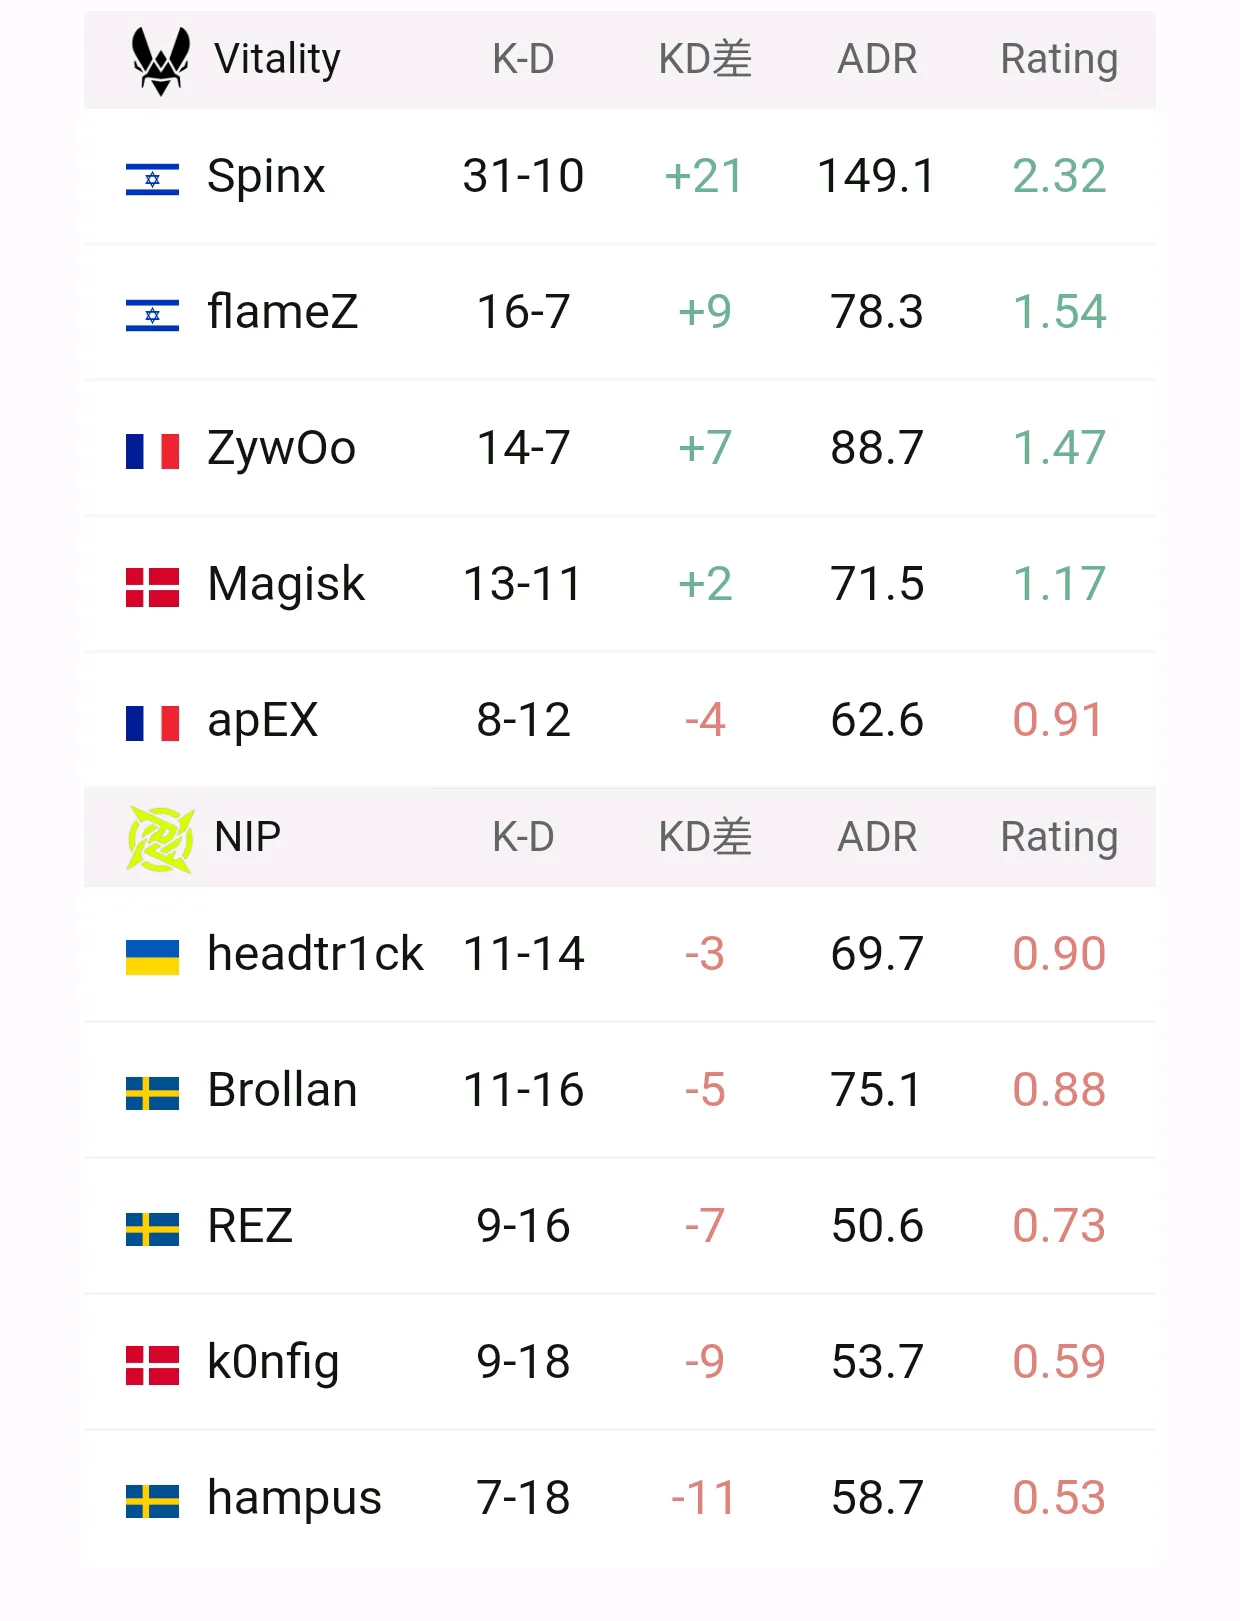 Vitality K-D KD差 ADR Rating
Spinx 31-10 +21 149.1 2.32
flameZ 16-7 +9 78.3 1.54
ZywOo 14-7 +7 88.7 1.47
Magisk 13-11 +2 71.5 1.17
apEX 8-12 -4 62.6 0.91
NIP K-D KD差 ADR Rating
headtr1ck 11-14 -3 69.7 0.90
Brollan 11-16 -5 75.1 0.88
REZ 9-16 -7 50.6 0.73
k0nfig 9-18 -9 53.7 0.59
hampus 7-18 -11 58.7 0.53